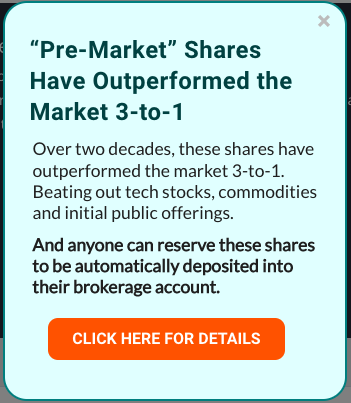 ×
“Pre-Market” Shares
Have Outperformed the
Market 3-to-1
Over two decades, these shares have
outperformed the market 3-to-1.
Beating out tech stocks, commodities
and initial public offerings.
And anyone can reserve these shares
to be automatically deposited into
their brokerage account.
CLICK HERE FOR DETAILS